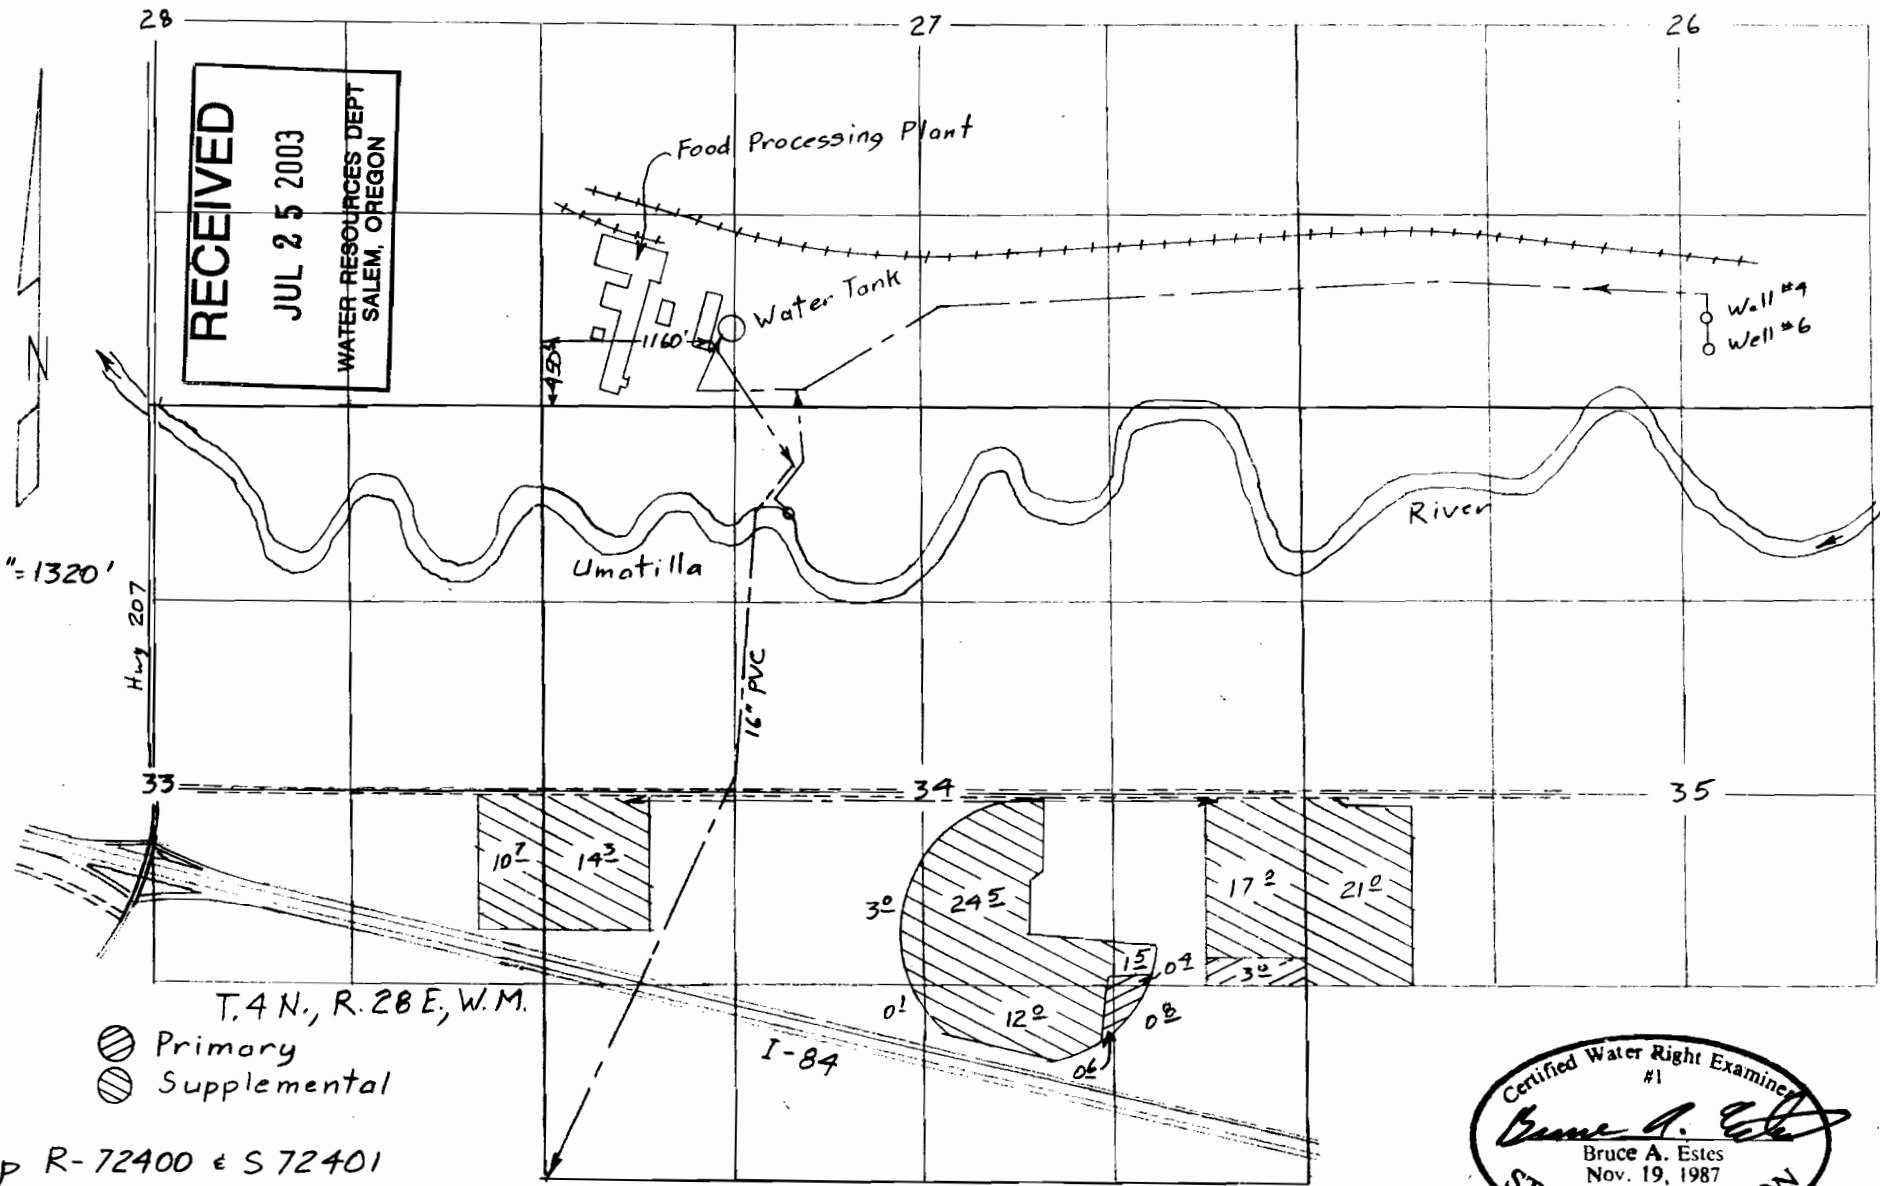 28 27 26
RECEIVED
JUL 25 2003
WATER RESOURCES DEPT
SALEM, OREGON
Food Processing Plant
Water Tank
1160'
450'
Well #4
Well #6
N
River
Umatilla
"=1320'
Hwy 207
16" PVC
33 34 35
10.7 14.3
3.0 24.5
17.2 21.0
1.5 0.4
3.0
0.1 12.0 0.8
0.6
T.4 N., R.28 E., W.M.
Primary
Supplemental
I-84
p R-72400 & S 72401
Certified Water Right Examiner
#1
Bruce A. Estes
Bruce A. Estes
Nov. 19, 1987